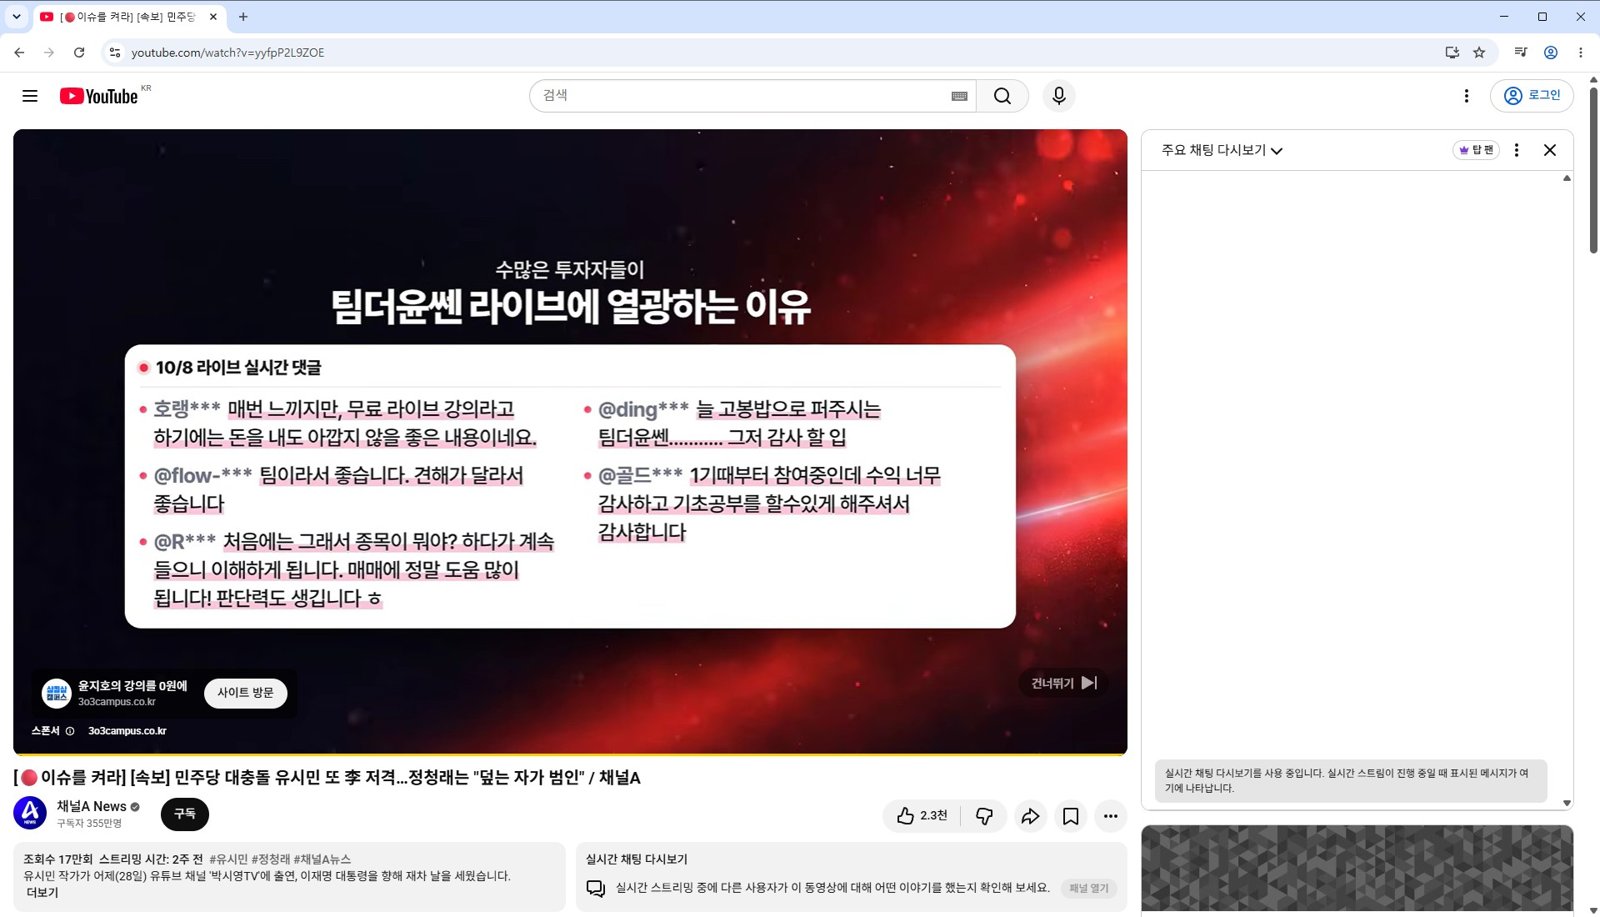 [🔴이슈를 켜라] [속보] 민주당
youtube.com/watch?v=yyfpP2L9ZOE
YouTube KR
검색
로그인
수많은 투자자들이
팀더윤쎈 라이브에 열광하는 이유
10/8 라이브 실시간 댓글
호랭*** 매번 느끼지만, 무료 라이브 강의라고
하기에는 돈을 내도 아깝지 않을 좋은 내용이네요.
@flow-*** 팀이라서 좋습니다. 견해가 달라서
좋습니다
@R*** 처음에는 그래서 종목이 뭐야? 하다가 계속
들으니 이해하게 됩니다. 매매에 정말 도움 많이
됩니다! 판단력도 생깁니다 ㅎ
@ding*** 늘 고봉밥으로 퍼주시는
팀더윤쎈........... 그저 감사 할 입
@골드*** 1기때부터 참여중인데 수익 너무
감사하고 기초공부를 할수있게 해주셔서
감사합니다
삼덕삼
캠퍼스
윤지호의 강의를 0원에
3o3campus.co.kr
사이트 방문
건너뛰기
스폰서 3o3campus.co.kr
주요 채팅 다시보기
탑 팬
실시간 채팅 다시보기를 사용 중입니다. 실시간 스트림이 진행 중일 때 표시된 메시지가 여
기에 나타납니다.
[🔴이슈를 켜라] [속보] 민주당 대충돌 유시민 또 李 저격…정청래는 "덮는 자가 범인" / 채널A
NEWS
채널A News
구독자 355만명
구독
2.3천
조회수 17만회 스트리밍 시간: 2주 전 #유시민 #정청래 #채널A뉴스
유시민 작가가 어제(28일) 유튜브 채널 '박시영TV'에 출연, 이재명 대통령을 향해 재차 날을 세웠습니다.
더보기
실시간 채팅 다시보기
실시간 스트리밍 중에 다른 사용자가 이 동영상에 대해 어떤 이야기를 했는지 확인해 보세요.
패널 열기